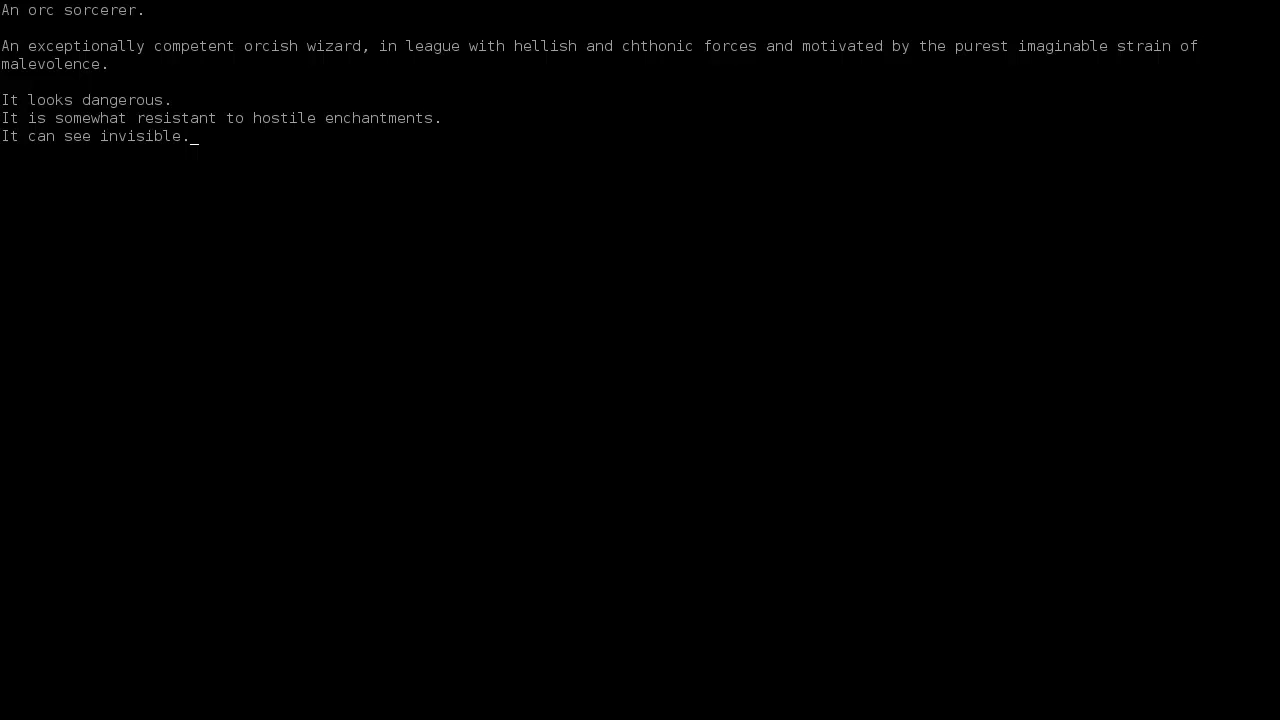 An orc sorcerer.
An exceptionally competent orcish wizard, in league with hellish and chthonic forces and motivated by the purest imaginable strain of
malevolence.
It looks dangerous.
It is somewhat resistant to hostile enchantments.
It can see invisible._